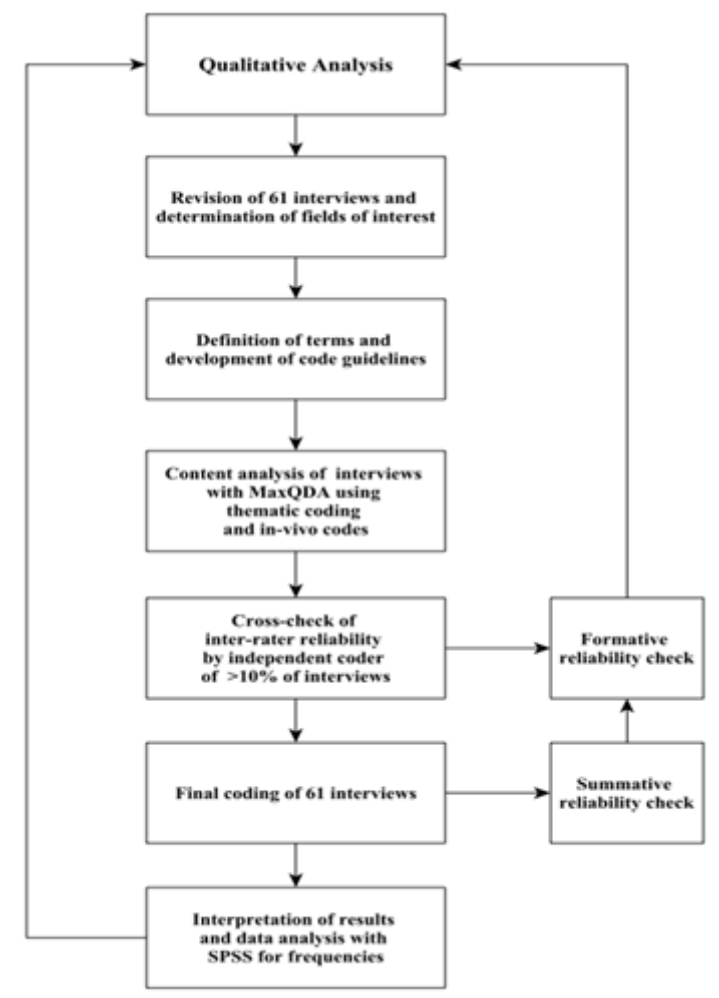 Qualitative Analysis
Revision of 61 interviews and
determination of fields of interest
Definition of terms and
development of code guidelines
Content analysis of interviews
with MaxQDA using
thematic coding
and in-vivo codes
Cross-check of
inter-rater reliability
by independent coder
of >10% of interviews
Formative
reliability check
Final coding of 61 interviews
Summative
reliability check
Interpretation of results
and data analysis with
SPSS for frequencies